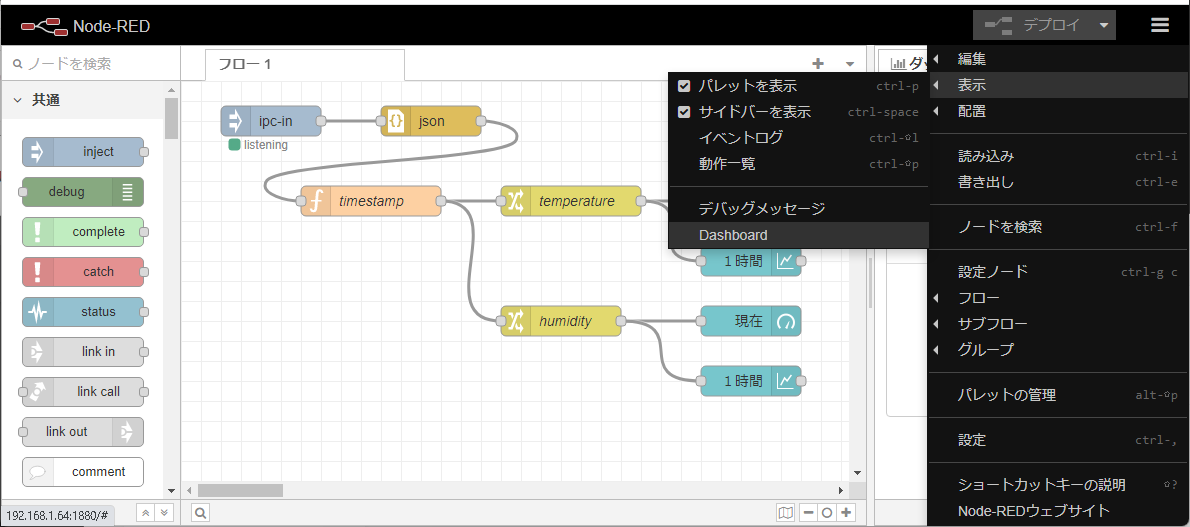 Node-RED
デプロイ
ノードを検索
フロー 1
共通
inject
debug
complete
catch
status
link in
link call
link out
comment
192.168.1.64:1880/#
ipc-in
listening
json
timestamp
temperature
1 時間
humidity
現在
1 時間
パレットを表示 ctrl-p
サイドバーを表示 ctrl-space
イベントログ ctrl-⇧l
動作一覧 ctrl-⇧p
デバッグメッセージ
Dashboard
編集
表示
配置
読み込み ctrl-i
書き出し ctrl-e
ノードを検索 ctrl-f
設定ノード ctrl-g c
フロー
サブフロー
グループ
パレットの管理 alt-⇧p
設定 ctrl-,
ショートカットキーの説明 ⇧?
Node-REDウェブサイト